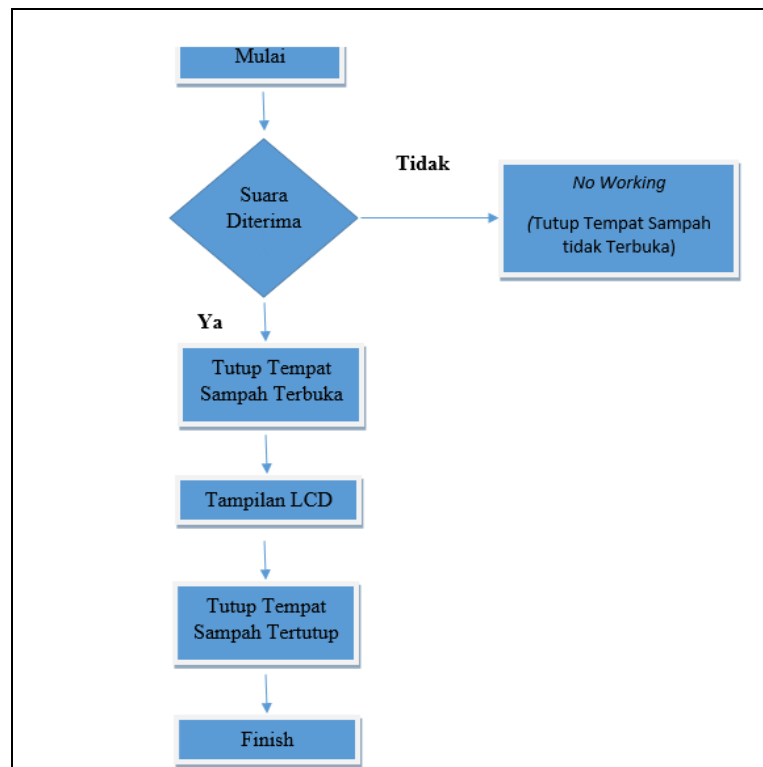 Mulai
Tidak
Suara
Diterima
No Working
(Tutup Tempat Sampah
tidak Terbuka)
Ya
Tutup Tempat
Sampah Terbuka
Tampilan LCD
Tutup Tempat
Sampah Tertutup
Finish